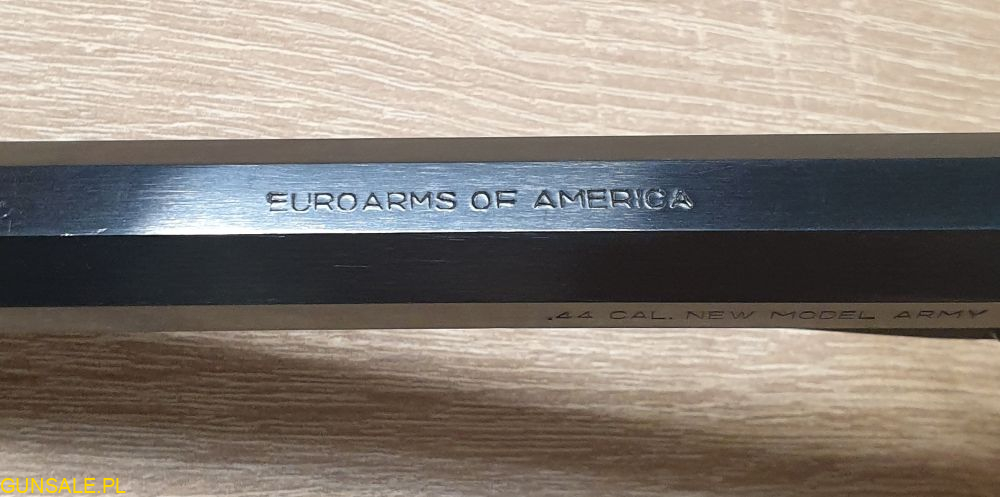 EUROARMS OF AMERICA
.44 CAL. NEW MODEL ARMY
GUNSALE.PL